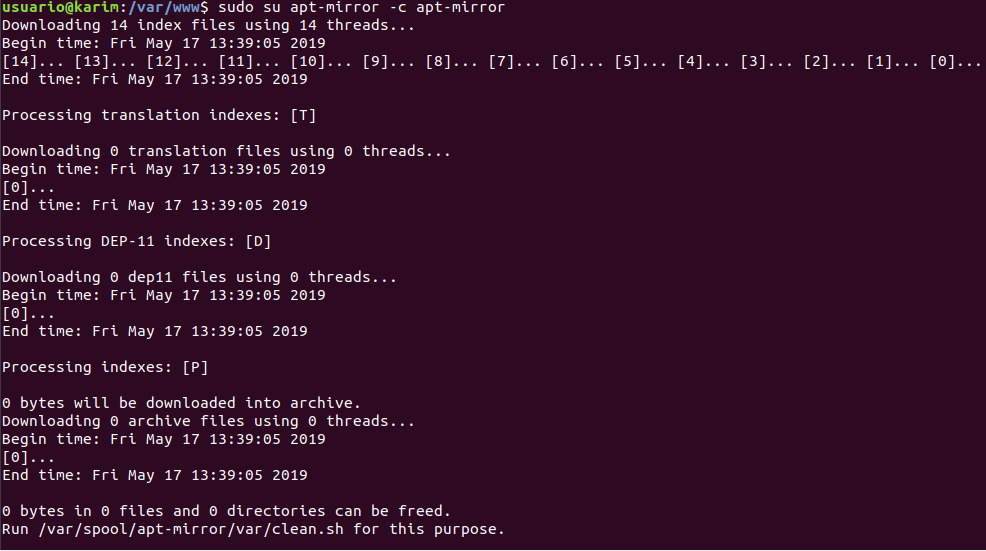 usuario@karim:/var/www$ sudo su apt-mirror -c apt-mirror
Downloading 14 index files using 14 threads...
Begin time: Fri May 17 13:39:05 2019
[14]... [13]... [12]... [11]... [10]... [9]... [8]... [7]... [6]... [5]... [4]... [3]... [2]... [1]... [0]...
End time: Fri May 17 13:39:05 2019
Processing translation indexes: [T]
Downloading 0 translation files using 0 threads...
Begin time: Fri May 17 13:39:05 2019
[0]...
End time: Fri May 17 13:39:05 2019
Processing DEP-11 indexes: [D]
Downloading 0 dep11 files using 0 threads...
Begin time: Fri May 17 13:39:05 2019
[0]...
End time: Fri May 17 13:39:05 2019
Processing indexes: [P]
0 bytes will be downloaded into archive.
Downloading 0 archive files using 0 threads...
Begin time: Fri May 17 13:39:05 2019
[0]...
End time: Fri May 17 13:39:05 2019
0 bytes in 0 files and 0 directories can be freed.
Run /var/spool/apt-mirror/var/clean.sh for this purpose.